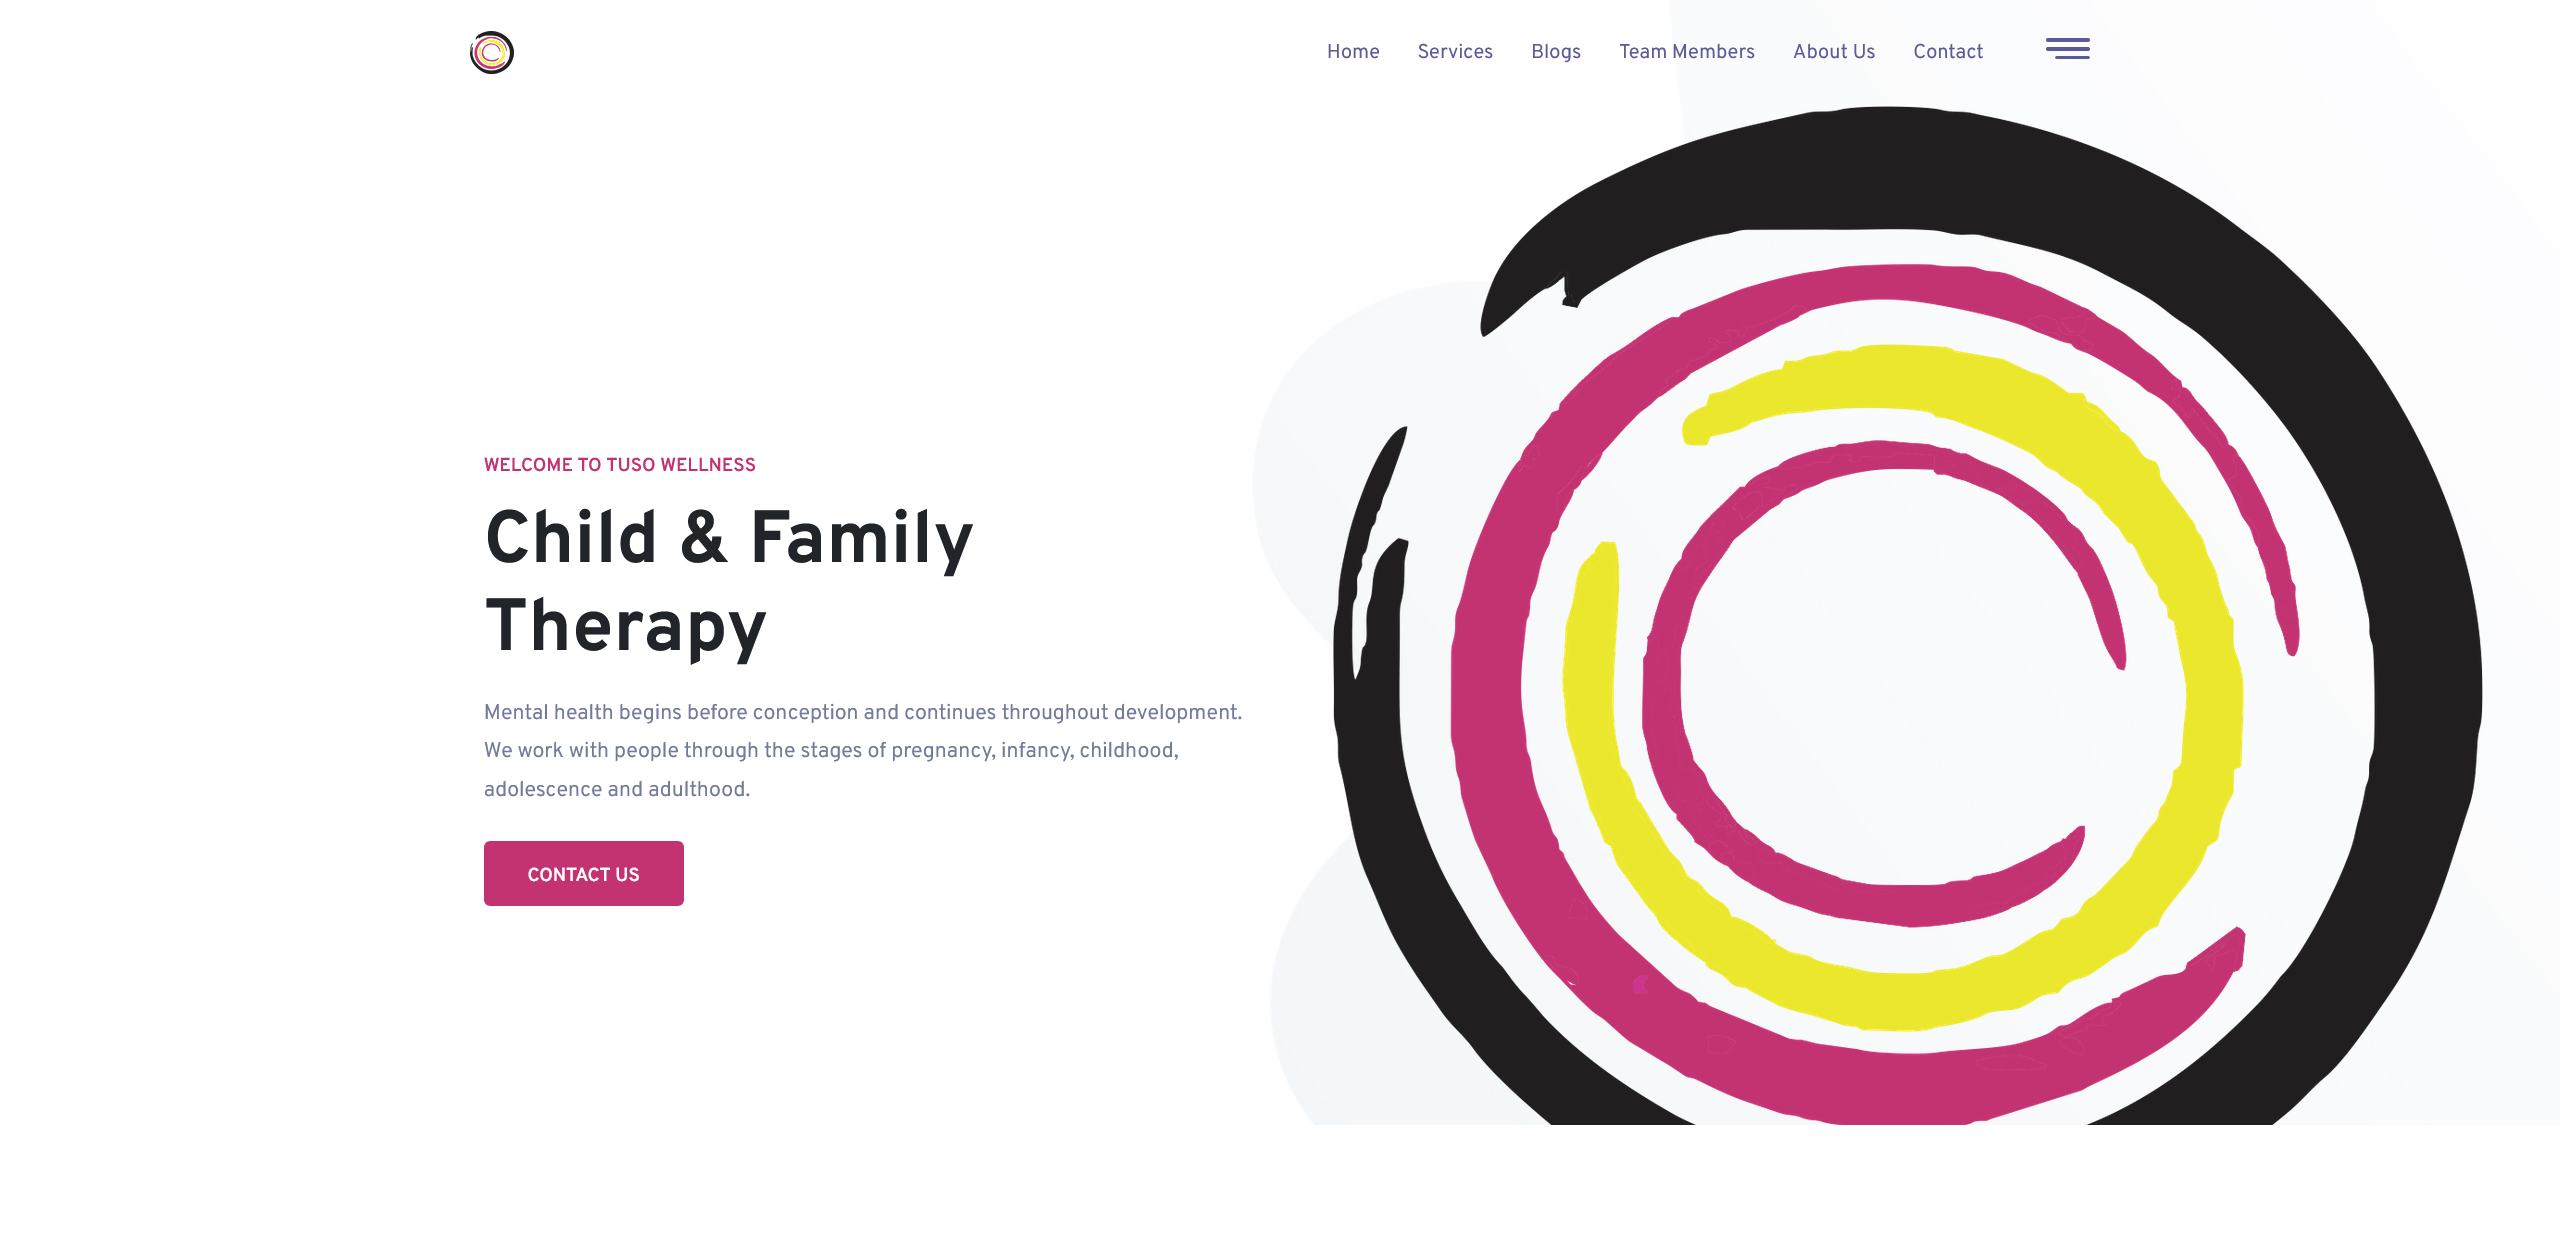 Home Services Blogs Team Members About Us Contact
WELCOME TO TUSO WELLNESS
Child & Family
Therapy
Mental health begins before conception and continues throughout development.
We work with people through the stages of pregnancy, infancy, childhood,
adolescence and adulthood.
CONTACT US